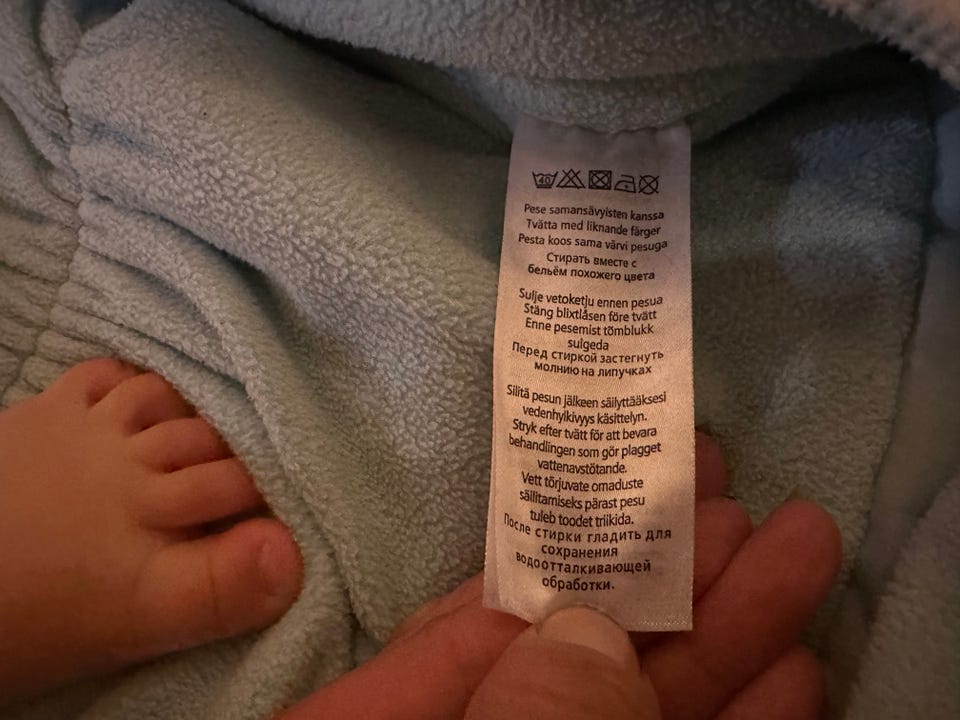 40
Pese samansävyisten kanssa
Tvätta med liknande färger
Pesta koos sama värvi pesuga
Стирать вместе с
бельём похожего цвета
Sulje vetoketju ennen pesua
Stäng blixtlåsen före tvätt
Enne pesemist tõmblukk
sulgeda
Перед стиркой застегнуть
молнию на липучках
Silitä pesun jälkeen säilyttääksesi
vedenhylkivyys käsittelyn.
Stryk efter tvätt för att bevara
behandlingen som gör plagget
vattenavstötande.
Vett tõrjuvate omaduste
säilitamiseks pärast pesu
tuleb toodet triikida.
После стирки гладить для
сохранения
водоотталкивающей
обработки.